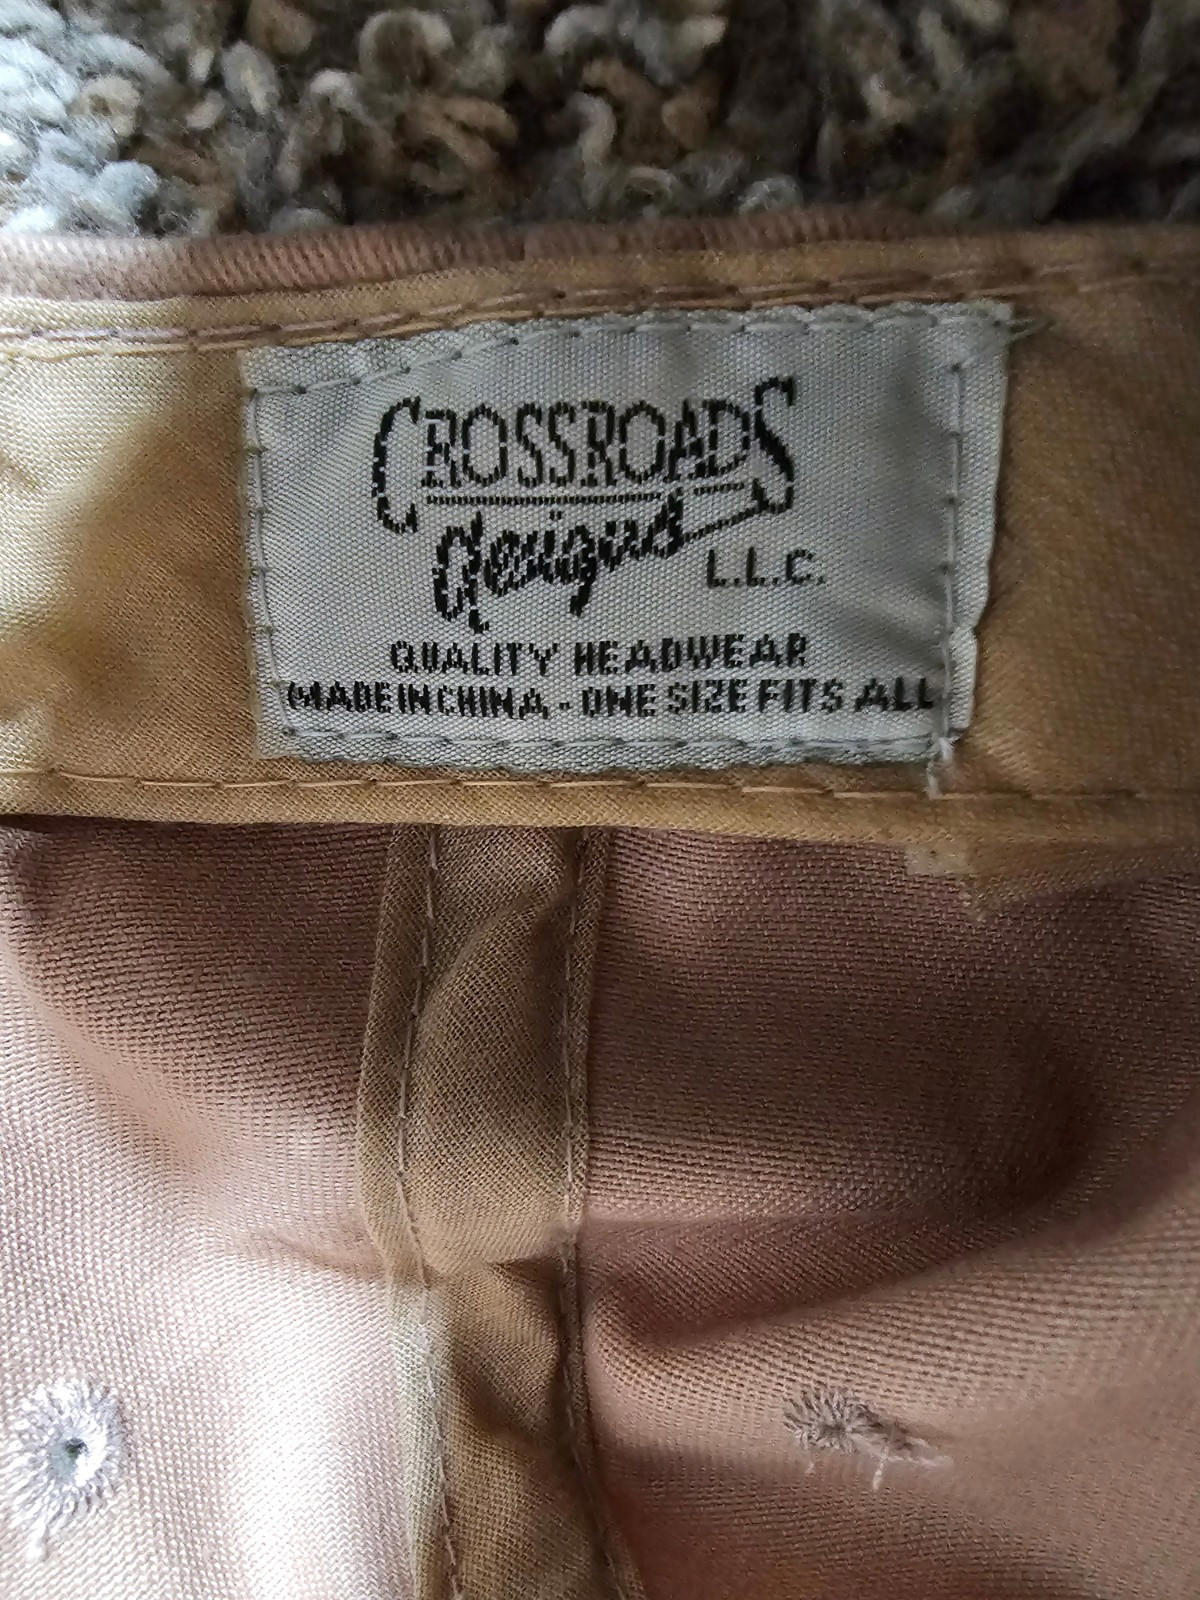 CROSSROADS
designs
L.L.C.
QUALITY HEADWEAR
MADE IN CHINA - ONE SIZE FITS ALL